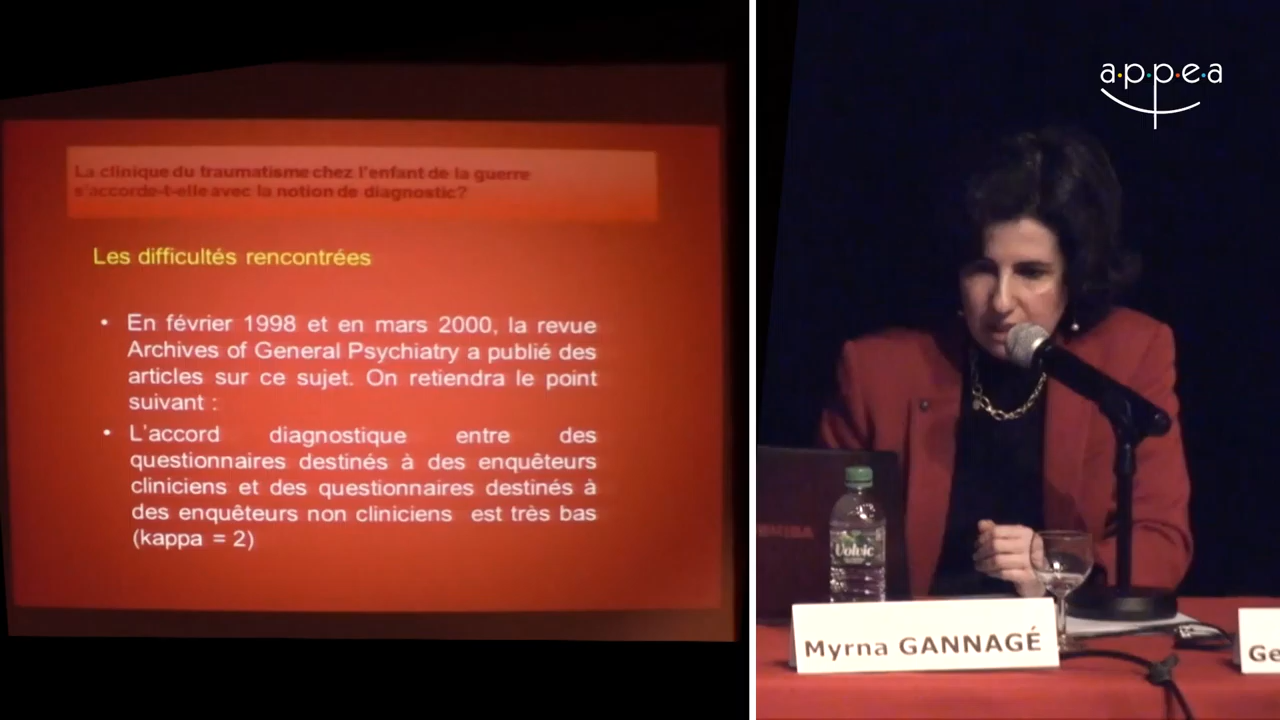 La clinique du traumatisme chez l'enfant de la guerre
s'accorde-t-elle avec la notion de diagnostic?
Les difficultés rencontrées
• En février 1998 et en mars 2000, la revue
Archives of General Psychiatry a publié des
articles sur ce sujet. On retiendra le point
suivant :
• L'accord diagnostique entre des
questionnaires destinés à des enquêteurs
cliniciens et des questionnaires destinés à
des enquêteurs non cliniciens est très bas
(kappa = 2)
a·p·p·e·a
Volvic
Myrna GANNAGÉ
Ge